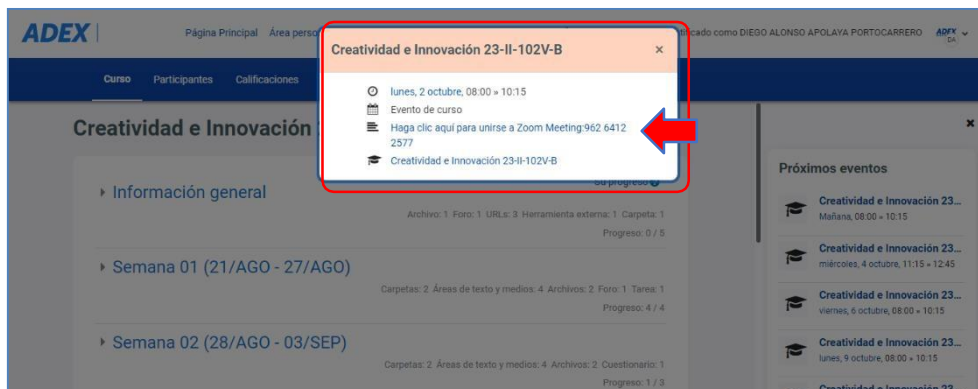 ADEX
Página Principal Área perso
tificado como DIEGO ALONSO APOLAYA PORTOCARRERO
ADEX
DA
Curso Participantes Calificaciones
Creatividad e Innovación 23-II-102V-B ×
lunes, 2 octubre, 08:00 » 10:15
Evento de curso
Haga clic aquí para unirse a Zoom Meeting:962 6412
2577
Creatividad e Innovación 23-II-102V-B
Creatividad e Innovación
Su progreso
Información general
Archivo: 1 Foro: 1 URLs: 3 Herramienta externa: 1 Carpeta: 1
Progreso: 0 / 5
Semana 01 (21/AGO - 27/AGO)
Carpetas: 2 Áreas de texto y medios: 4 Archivos: 2 Foro: 1 Tarea: 1
Progreso: 4 / 4
Semana 02 (28/AGO - 03/SEP)
Carpetas: 2 Áreas de texto y medios: 4 Archivos: 2 Cuestionario: 1
Progreso: 1 / 3
×
Próximos eventos
Creatividad e Innovación 23...
Mañana, 08:00 » 10:15
Creatividad e Innovación 23...
miércoles, 4 octubre, 11:15 » 12:45
Creatividad e Innovación 23...
viernes, 6 octubre, 08:00 » 10:15
Creatividad e Innovación 23...
lunes, 9 octubre, 08:00 » 10:15
Creatividad e Innovación 23...